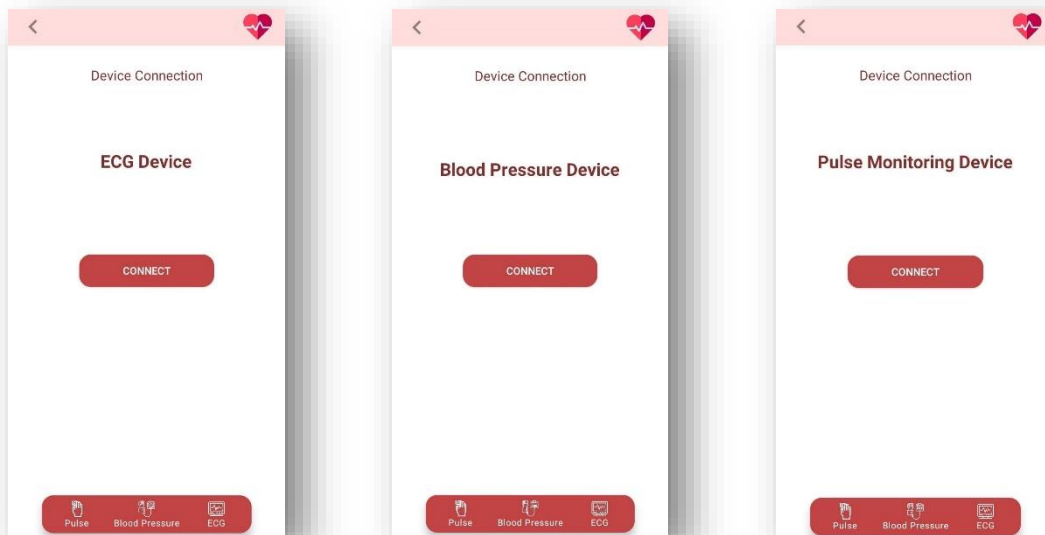 Device Connection
ECG Device
CONNECT
Pulse Blood Pressure ECG
Device Connection
Blood Pressure Device
CONNECT
Pulse Blood Pressure ECG
Device Connection
Pulse Monitoring Device
CONNECT
Pulse Blood Pressure ECG